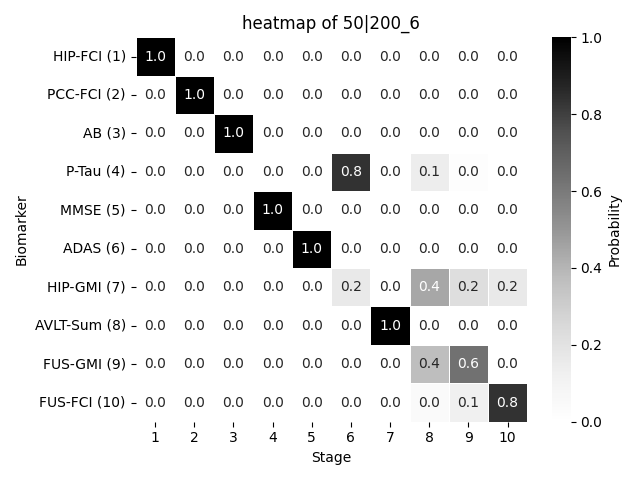 heatmap of 50|200_6
HIP-FCI (1) 1.0 0.0 0.0 0.0 0.0 0.0 0.0 0.0 0.0 0.0
PCC-FCI (2) 0.0 1.0 0.0 0.0 0.0 0.0 0.0 0.0 0.0 0.0
AB (3) 0.0 0.0 1.0 0.0 0.0 0.0 0.0 0.0 0.0 0.0
P-Tau (4) 0.0 0.0 0.0 0.0 0.0 0.8 0.0 0.1 0.0 0.0
MMSE (5) 0.0 0.0 0.0 1.0 0.0 0.0 0.0 0.0 0.0 0.0
ADAS (6) 0.0 0.0 0.0 0.0 1.0 0.0 0.0 0.0 0.0 0.0
HIP-GMI (7) 0.0 0.0 0.0 0.0 0.0 0.2 0.0 0.4 0.2 0.2
AVLT-Sum (8) 0.0 0.0 0.0 0.0 0.0 0.0 1.0 0.0 0.0 0.0
FUS-GMI (9) 0.0 0.0 0.0 0.0 0.0 0.0 0.0 0.4 0.6 0.0
FUS-FCI (10) 0.0 0.0 0.0 0.0 0.0 0.0 0.0 0.0 0.1 0.8
1 2 3 4 5 6 7 8 9 10
Stage
Biomarker
1.0
0.8
0.6
0.4
0.2
0.0
Probability